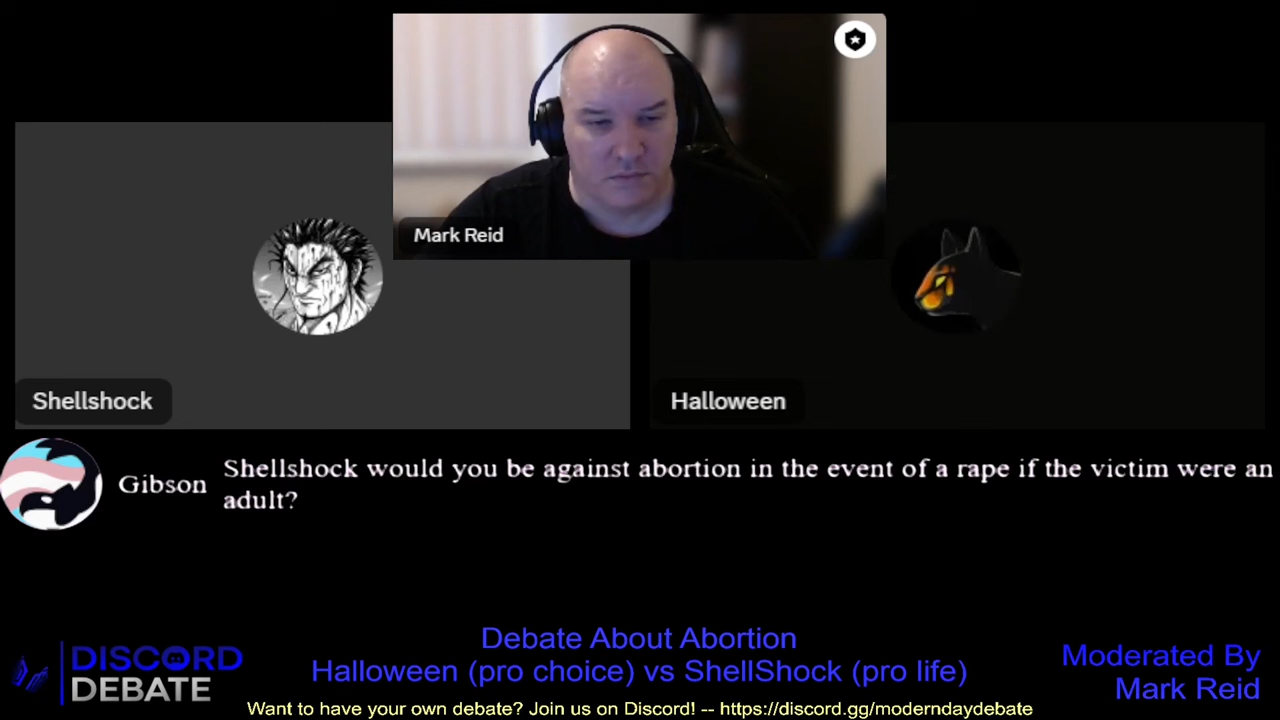 Mark Reid
Shellshock
Halloween
Gibson
Shellshock would you be against abortion in the event of a rape if the victim were an
adult?
DISCORD
DEBATE
Debate About Abortion
Halloween (pro choice) vs ShellShock (pro life)
Moderated By
Mark Reid
Want to have your own debate? Join us on Discord! -- https://discord.gg/moderndaydebate